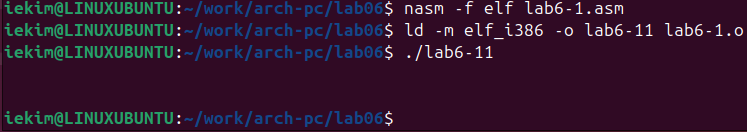 iekim@LINUXUBUNTU:~/work/arch-pc/lab06$ nasm -f elf lab6-1.asm
iekim@LINUXUBUNTU:~/work/arch-pc/lab06$ ld -m elf_i386 -o lab6-11 lab6-1.o
iekim@LINUXUBUNTU:~/work/arch-pc/lab06$ ./lab6-11
iekim@LINUXUBUNTU:~/work/arch-pc/lab06$